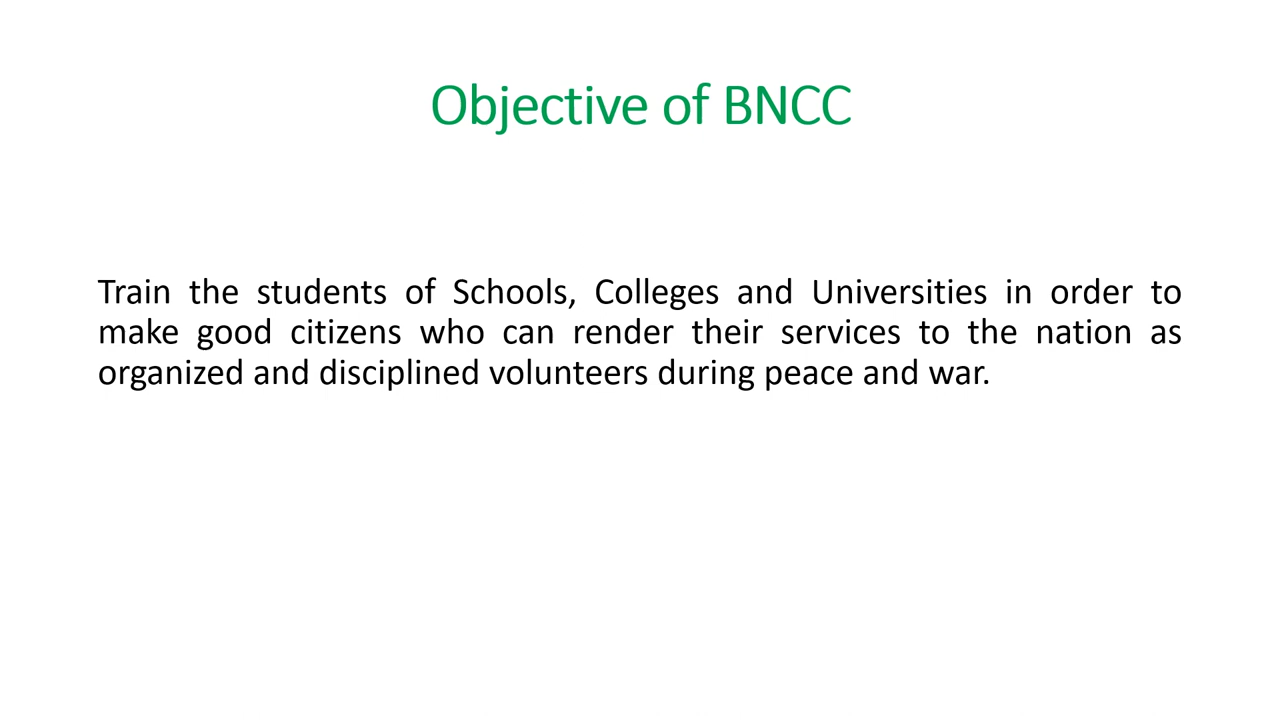 Objective of BNCC
Train the students of Schools, Colleges and Universities in order to
make good citizens who can render their services to the nation as
organized and disciplined volunteers during peace and war.